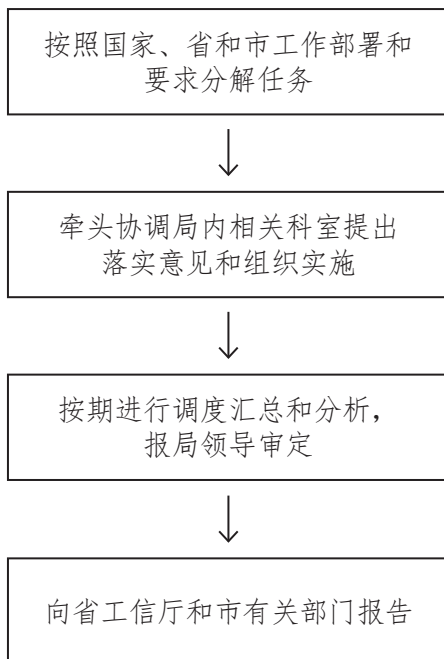 按照国家、省和市工作部署和
要求分解任务
牵头协调局内相关科室提出
落实意见和组织实施
按期进行调度汇总和分析，
报局领导审定
向省工信厅和市有关部门报告